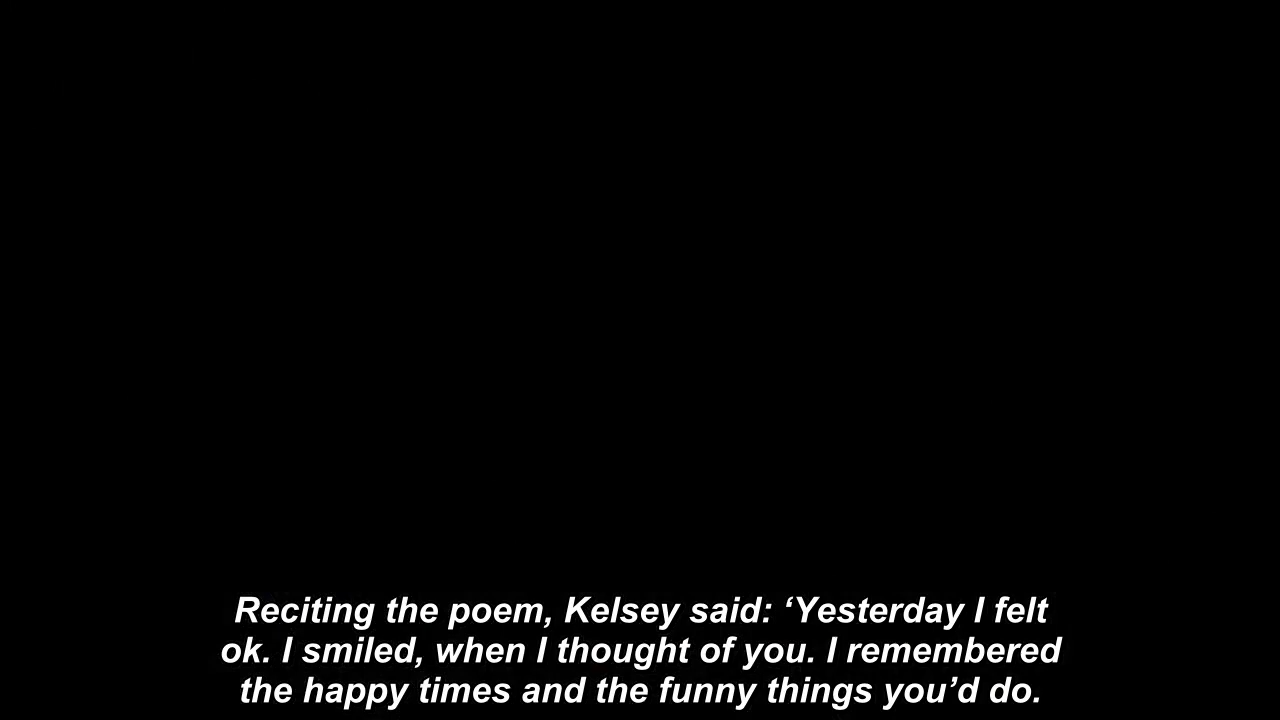 Reciting the poem, Kelsey said: ‘Yesterday I felt
ok. I smiled, when I thought of you. I remembered
the happy times and the funny things you’d do.